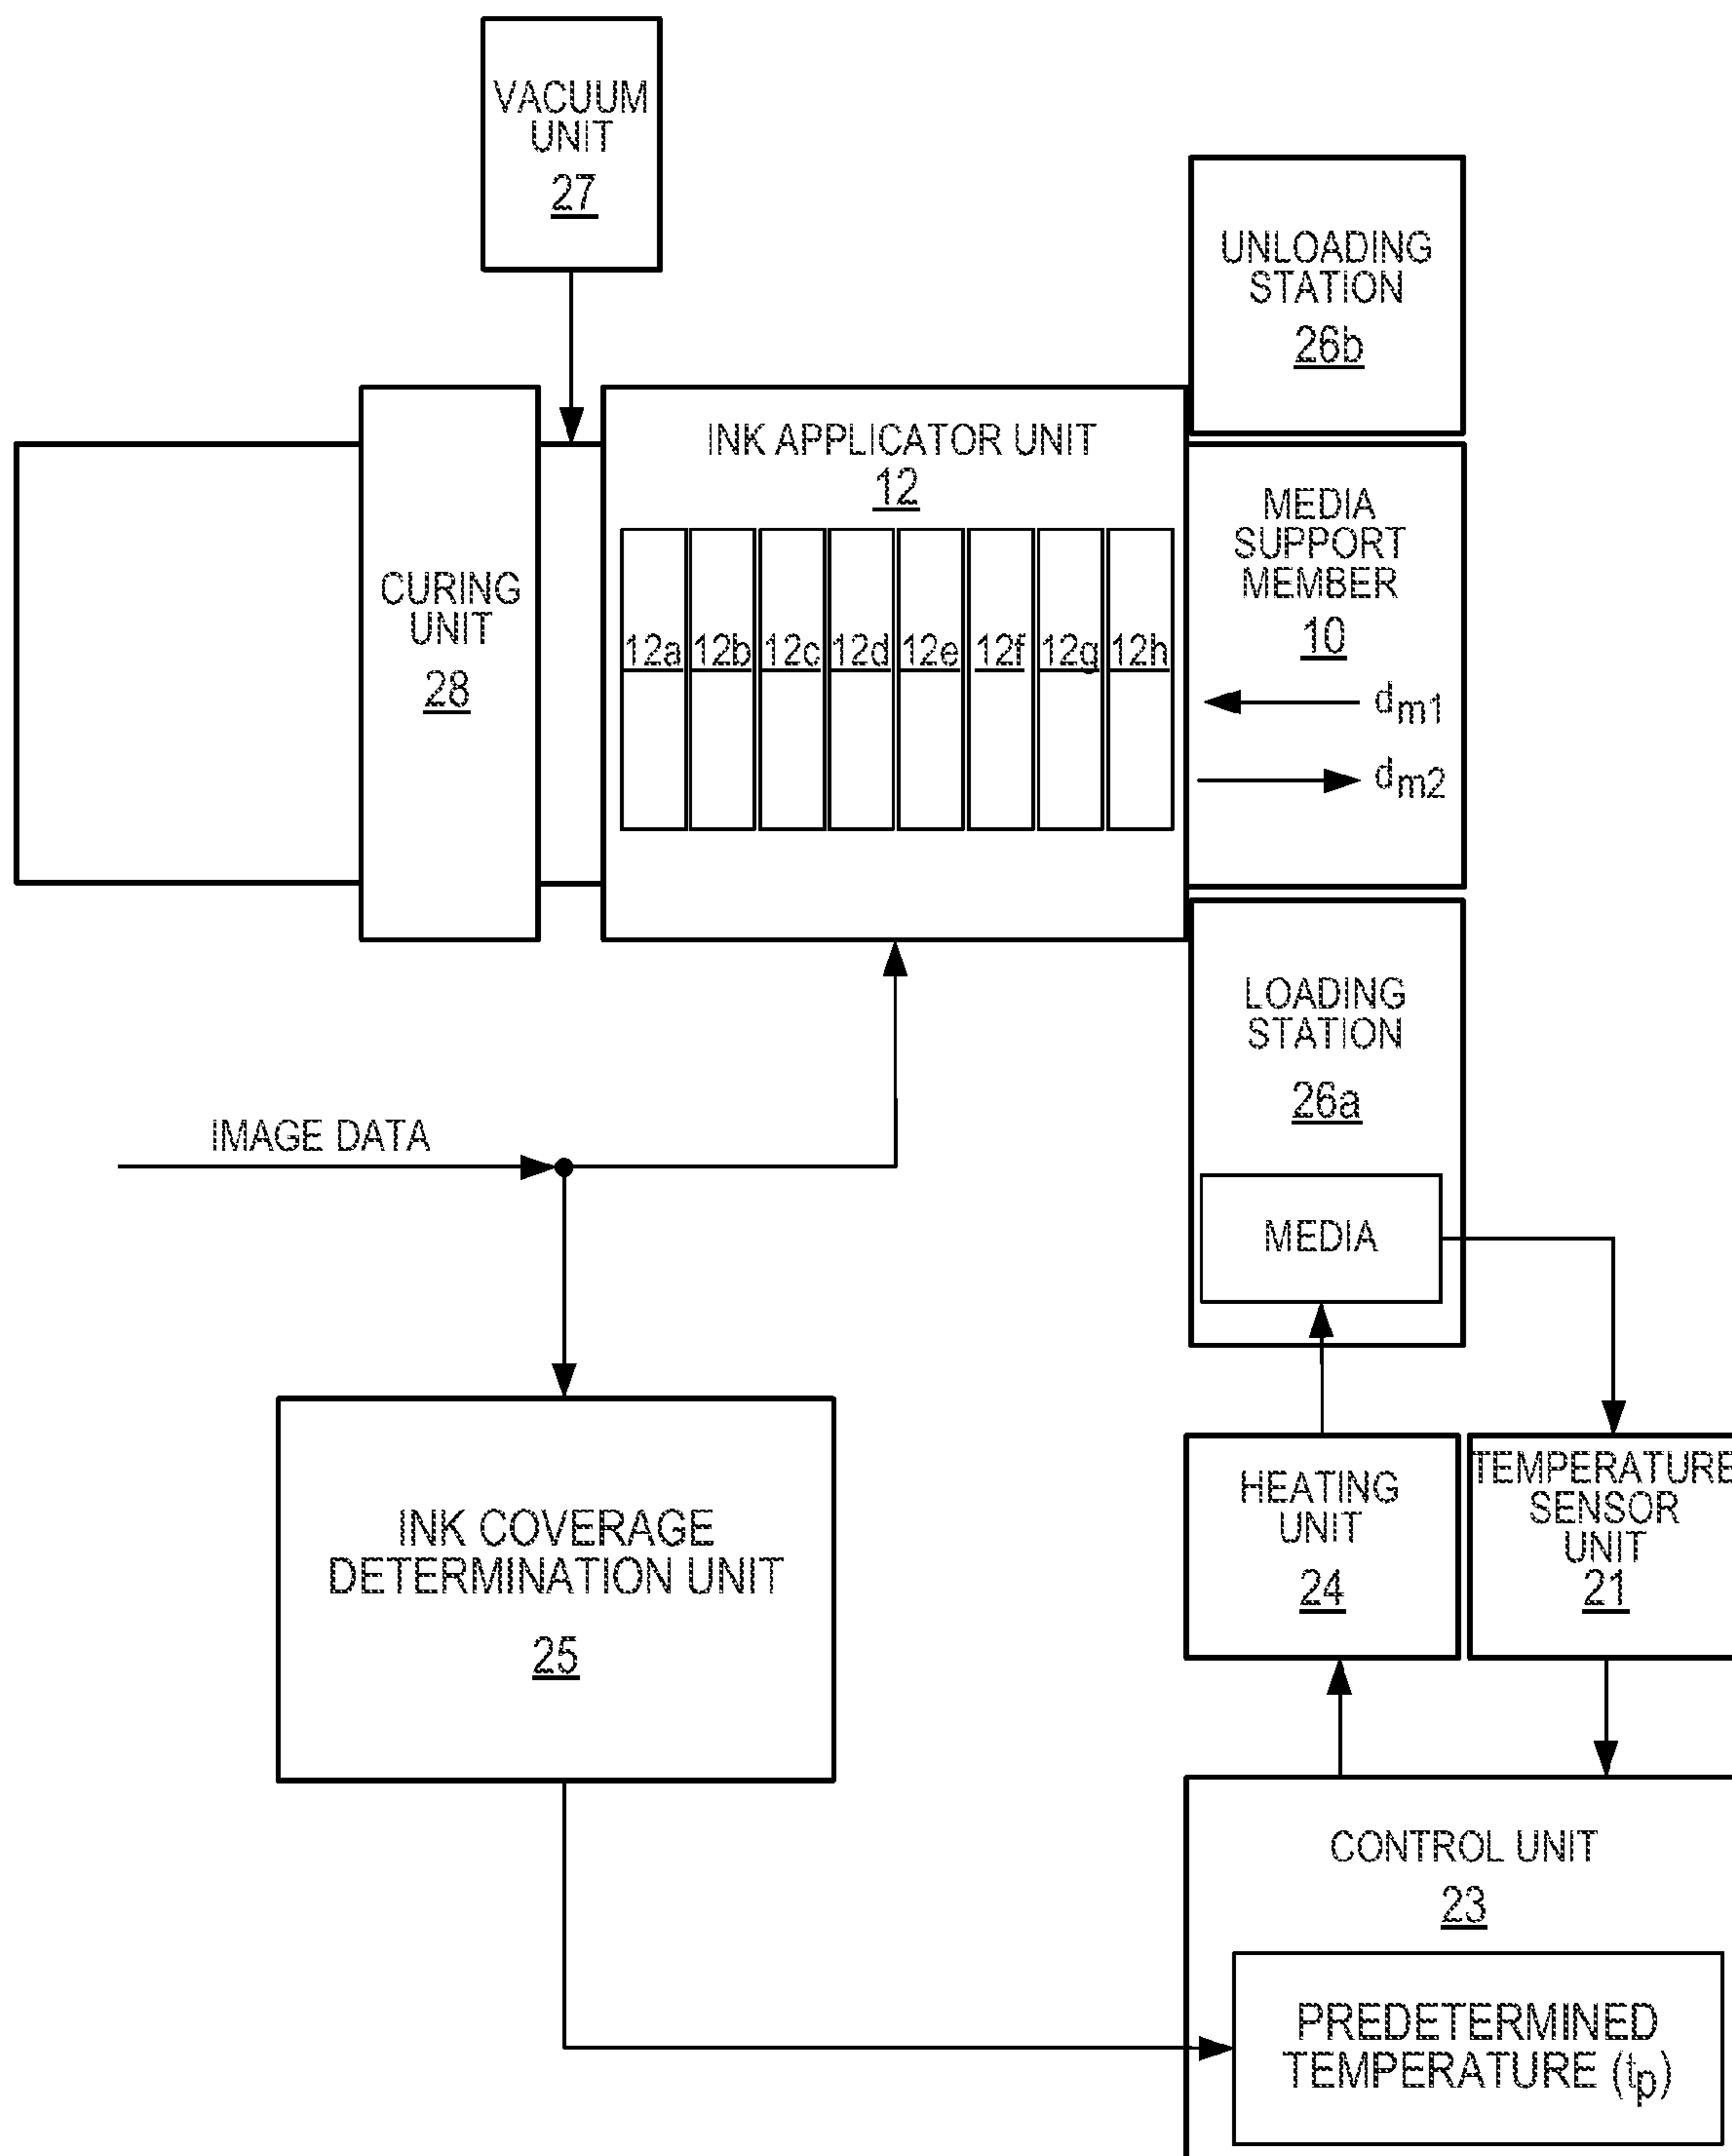 VACUUM
UNIT
27
UNLOADING
STATION
26b
INK APPLICATOR UNIT
12
MEDIA
SUPPORT
MEMBER
10
CURING
UNIT
28
12a 12b 12c 12d 12e 12f 12g 12h
dm1
dm2
LOADING
STATION
26a
IMAGE DATA
MEDIA
INK COVERAGE
DETERMINATION UNIT
25
HEATING
UNIT
24
TEMPERATURE
SENSOR
UNIT
21
CONTROL UNIT
23
PREDETERMINED
TEMPERATURE (tp)